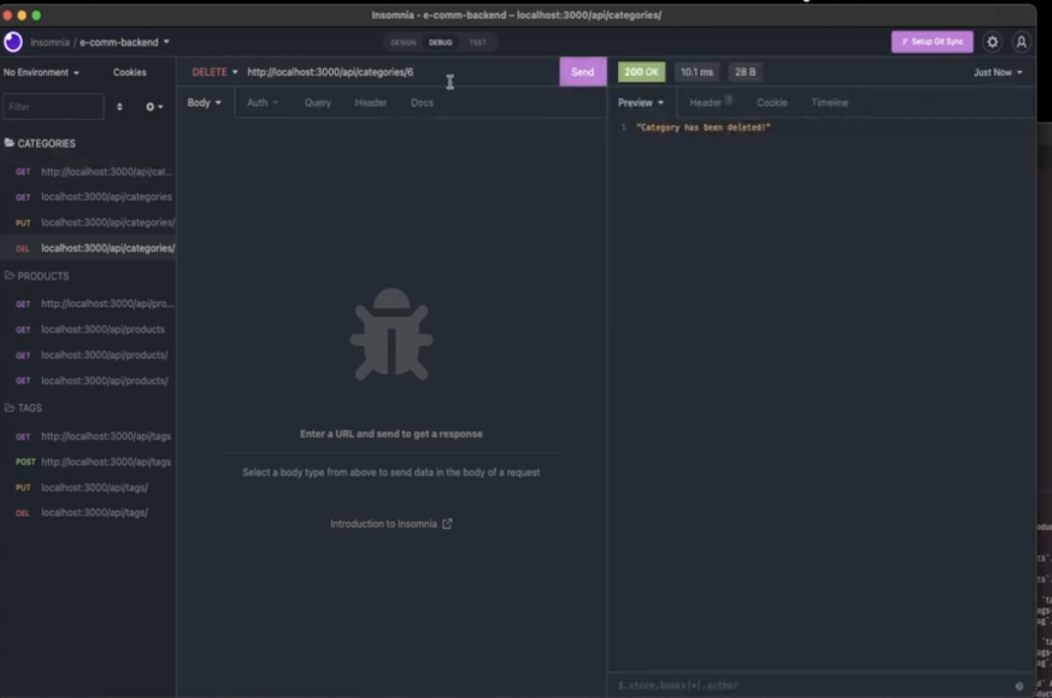 Insomnia - e-comm-backend – localhost:3000/api/categories/
Insomnia / e-comm-backend
DESIGN DEBUG TEST
Setup Git Sync
No Environment Cookies
DELETE http://localhost:3000/api/categories/6 Send
200 OK 10.1 ms 28 B Just Now
Filter
Body Auth Query Header Docs
Preview Header Cookie Timeline
1 "Category has been deleted!"
CATEGORIES
GET http://localhost:3000/api/cat...
GET localhost:3000/api/categories
PUT localhost:3000/api/categories/
DEL localhost:3000/api/categories/
PRODUCTS
GET http://localhost:3000/api/pro...
GET localhost:3000/api/products
GET localhost:3000/api/products/
GET localhost:3000/api/products/
TAGS
GET http://localhost:3000/api/tags
POST http://localhost:3000/api/tags
PUT localhost:3000/api/tags/
DEL localhost:3000/api/tags/
Enter a URL and send to get a response
Select a body type from above to send data in the body of a request
Introduction to Insomnia
$.store.books[*].author